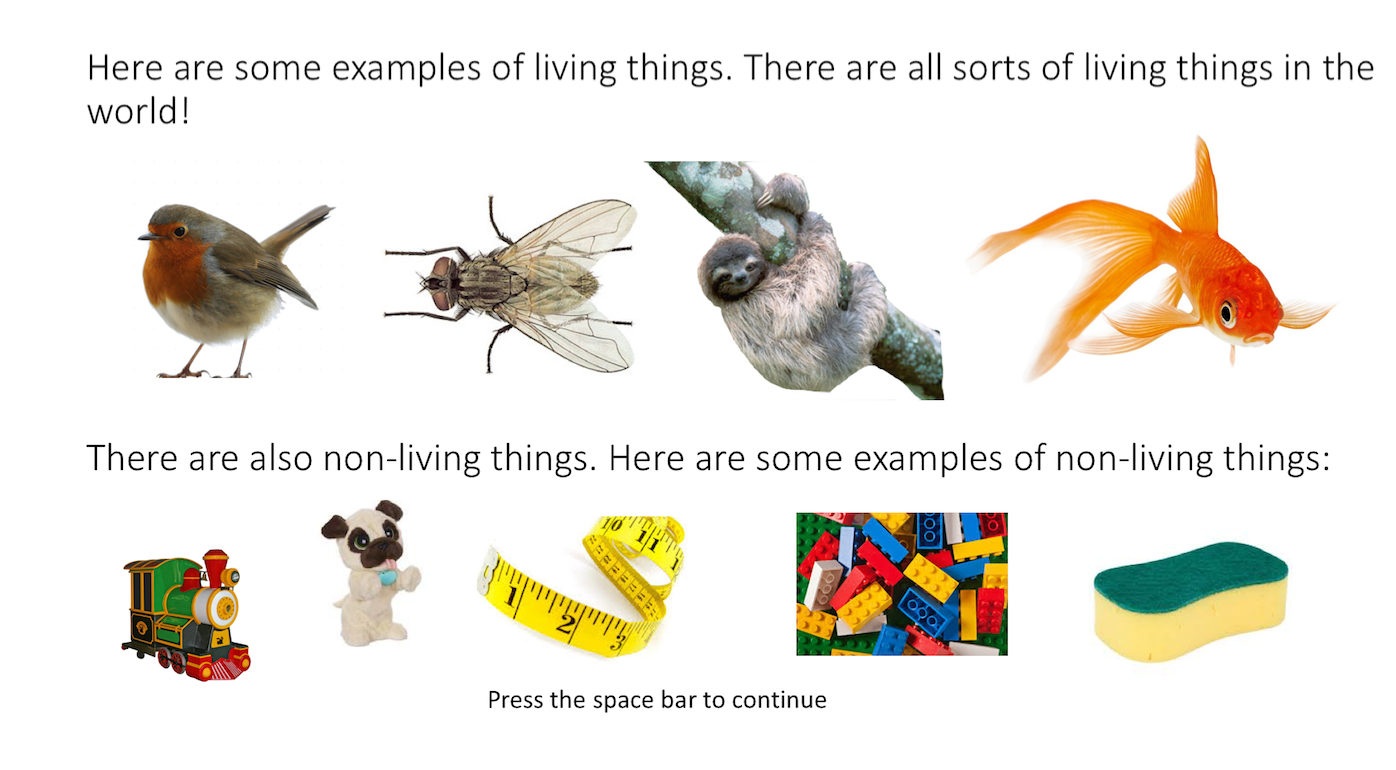 Here are some examples of living things. There are all sorts of living things in the
world!
There are also non-living things. Here are some examples of non-living things:
10 11 1
1 2 3
Press the space bar to continue